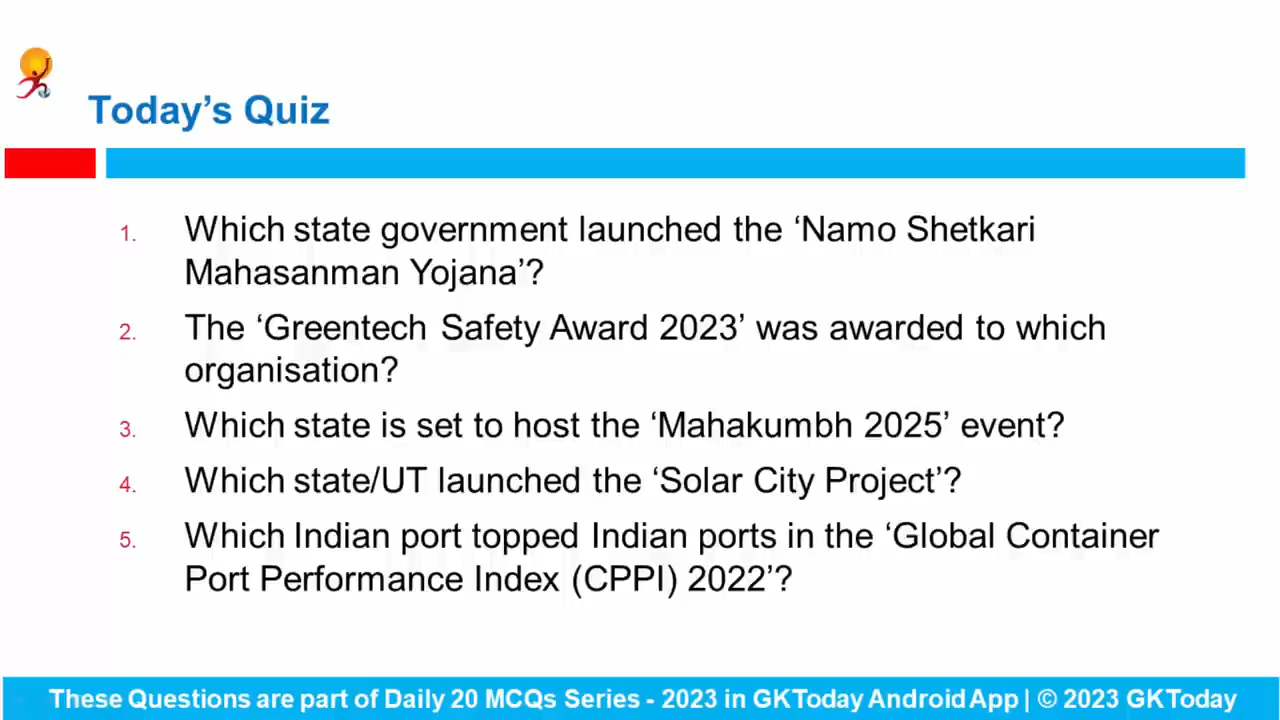 Today’s Quiz
1. Which state government launched the ‘Namo Shetkari
Mahasanman Yojana’?
2. The ‘Greentech Safety Award 2023’ was awarded to which
organisation?
3. Which state is set to host the ‘Mahakumbh 2025’ event?
4. Which state/UT launched the ‘Solar City Project’?
5. Which Indian port topped Indian ports in the ‘Global Container
Port Performance Index (CPPI) 2022’?
These Questions are part of Daily 20 MCQs Series - 2023 in GKToday Android App | © 2023 GKToday